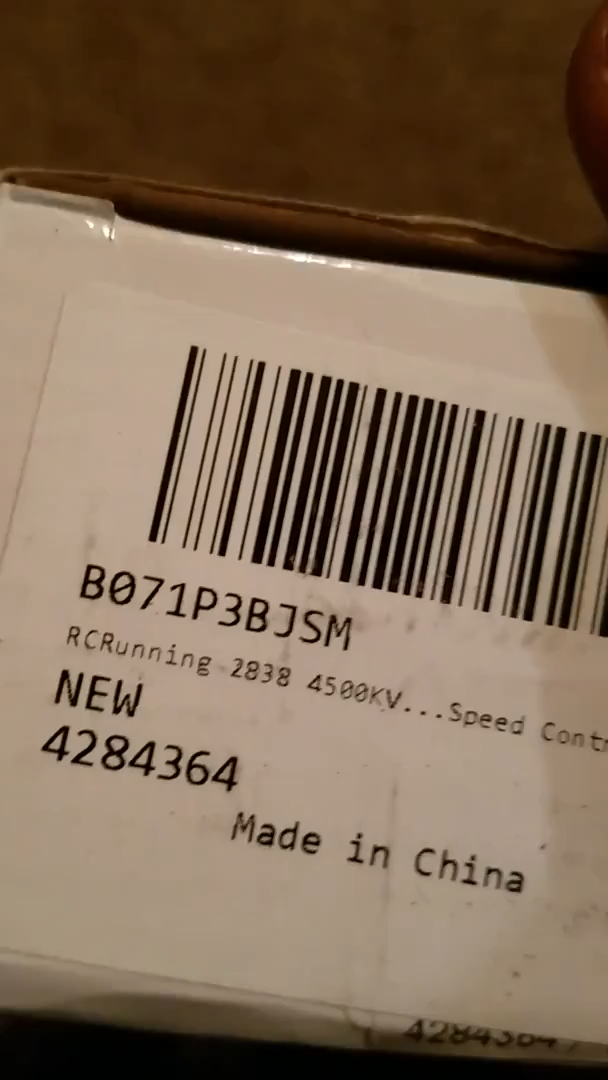 B071P3BJSM
RCRunning 2838 4500KV...Speed Contr
NEW
4284364
Made in China